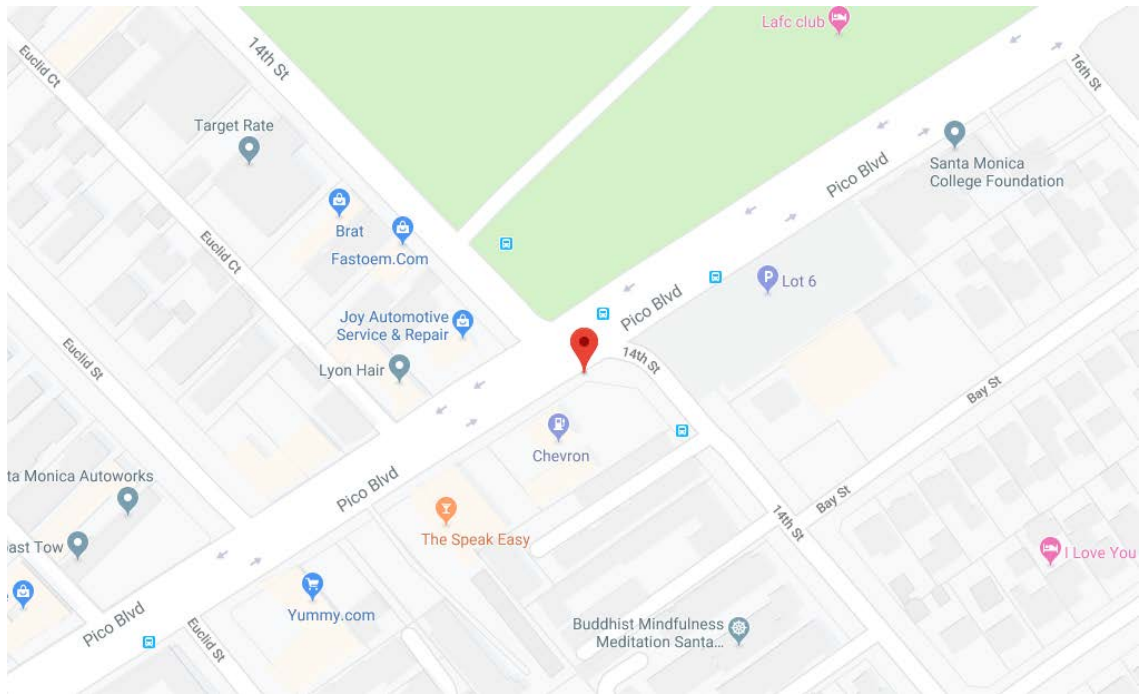 Lafc club
Euclid Ct
14th St
16th St
Target Rate
Santa Monica
College Foundation
Pico Blvd
Brat
Euclid Ct
Fastoem.Com
Lot 6
Pico Blvd
Joy Automotive
Service & Repair
14th St
Euclid St
Lyon Hair
Bay St
Chevron
ta Monica Autoworks
Pico Blvd
Bay St
14th St
The Speak Easy
ast Tow
I Love You
Yummy.com
Pico Blvd
Euclid St
Buddhist Mindfulness
Meditation Santa...